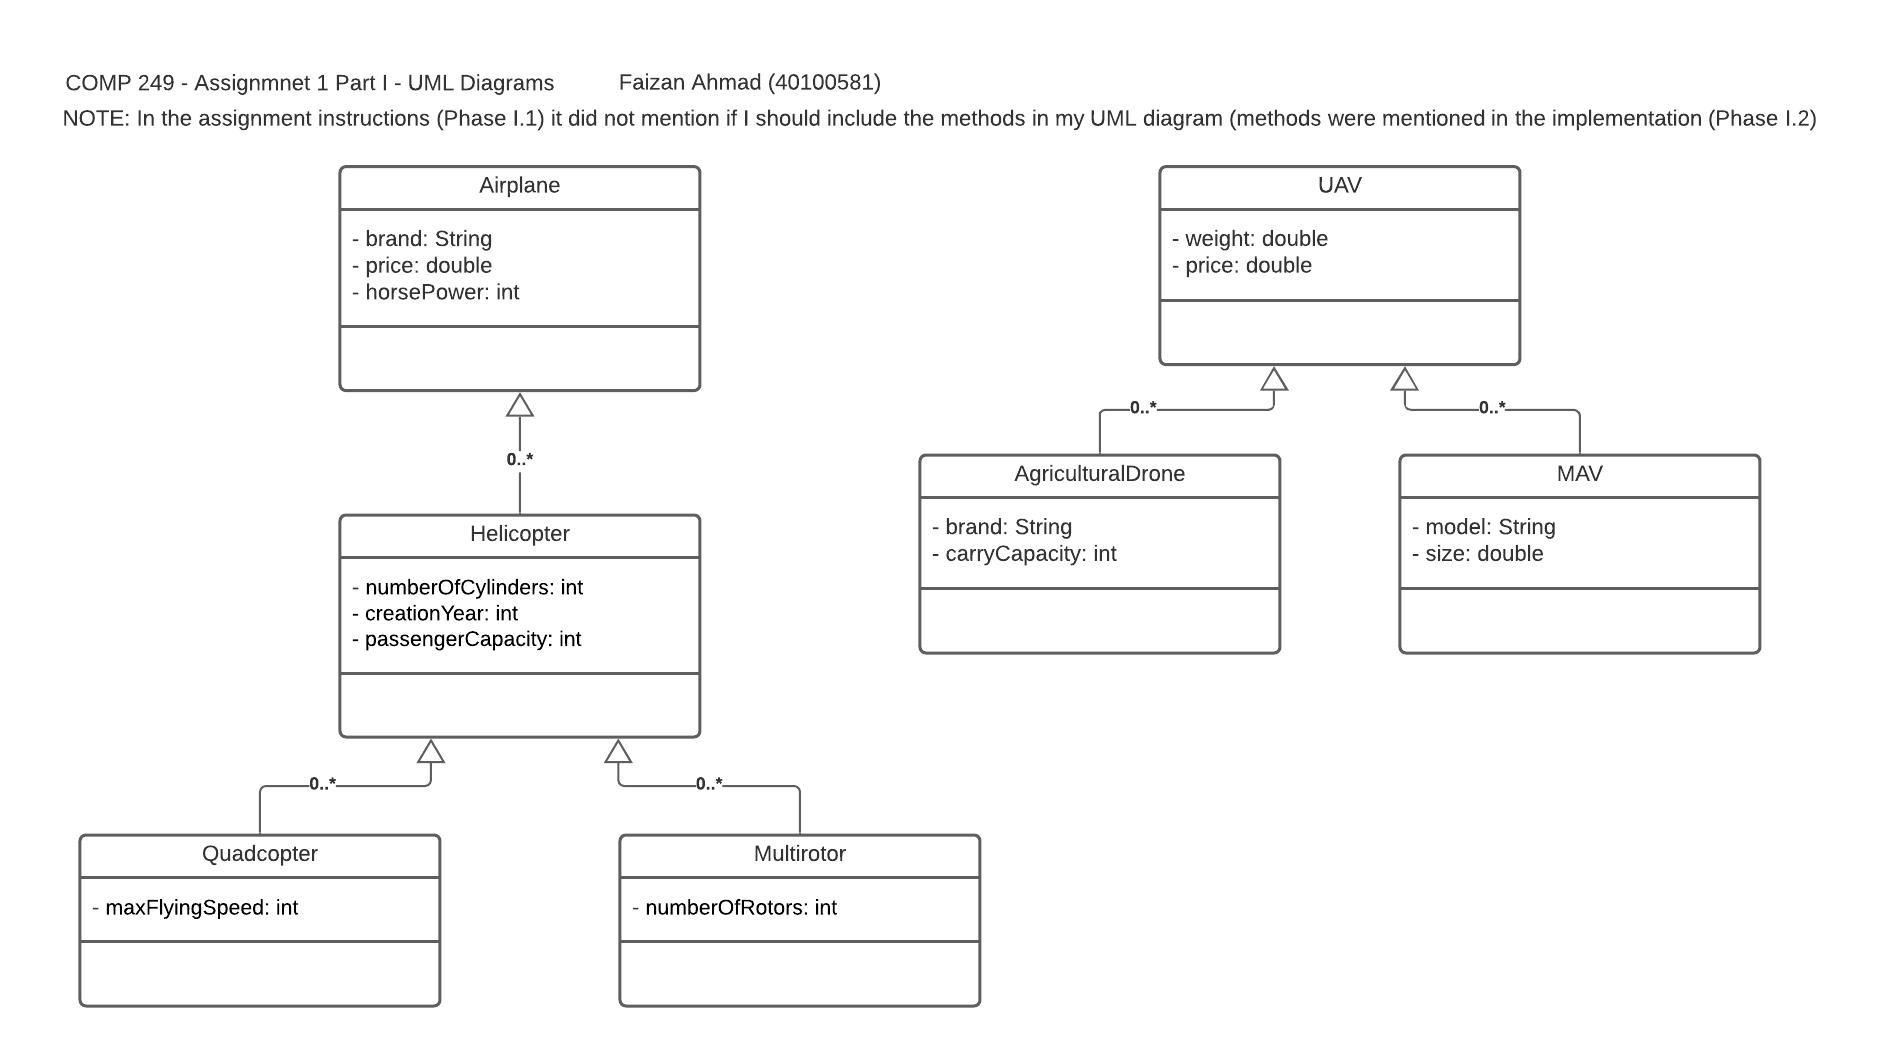 COMP 249 - Assignmnet 1 Part I - UML Diagrams Faizan Ahmad (40100581)
NOTE: In the assignment instructions (Phase I.1) it did not mention if I should include the methods in my UML diagram (methods were mentioned in the implementation (Phase I.2)
Airplane
- brand: String
- price: double
- horsePower: int
0..*
Helicopter
- numberOfCylinders: int
- creationYear: int
- passengerCapacity: int
0..*
0..*
Quadcopter
- maxFlyingSpeed: int
Multirotor
- numberOfRotors: int
UAV
- weight: double
- price: double
0..*
0..*
AgriculturalDrone
- brand: String
- carryCapacity: int
MAV
- model: String
- size: double